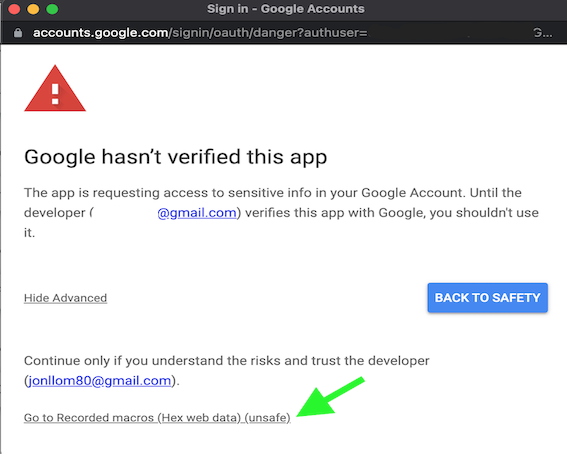 Sign in - Google Accounts
accounts.google.com/signin/oauth/danger?authuser=
G...
Google hasn't verified this app
The app is requesting access to sensitive info in your Google Account. Until the
developer ( @gmail.com) verifies this app with Google, you shouldn't use
it.
Hide Advanced
BACK TO SAFETY
Continue only if you understand the risks and trust the developer
(jonllom80@gmail.com).
Go to Recorded macros (Hex web data) (unsafe)